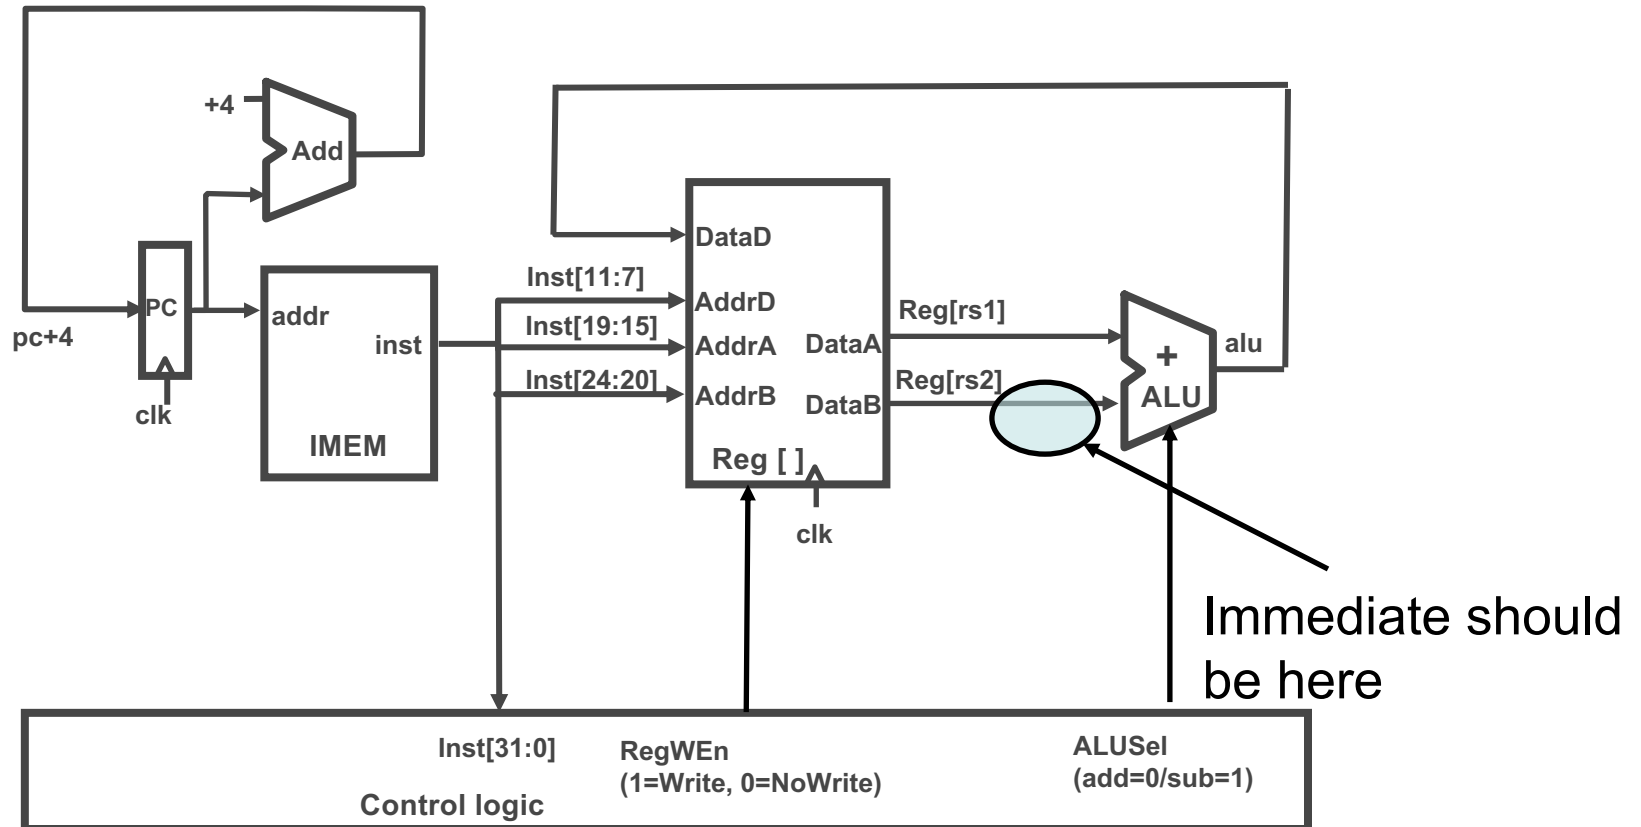 +4
Add
pc+4
PC
clk
addr
inst
IMEM
Inst[11:7]
Inst[19:15]
Inst[24:20]
DataD
AddrD
AddrA
AddrB
DataA
DataB
Reg [ ]
clk
Reg[rs1]
Reg[rs2]
+
ALU
alu
Immediate should
be here
Inst[31:0]
RegWEn
(1=Write, 0=NoWrite)
ALUSel
(add=0/sub=1)
Control logic